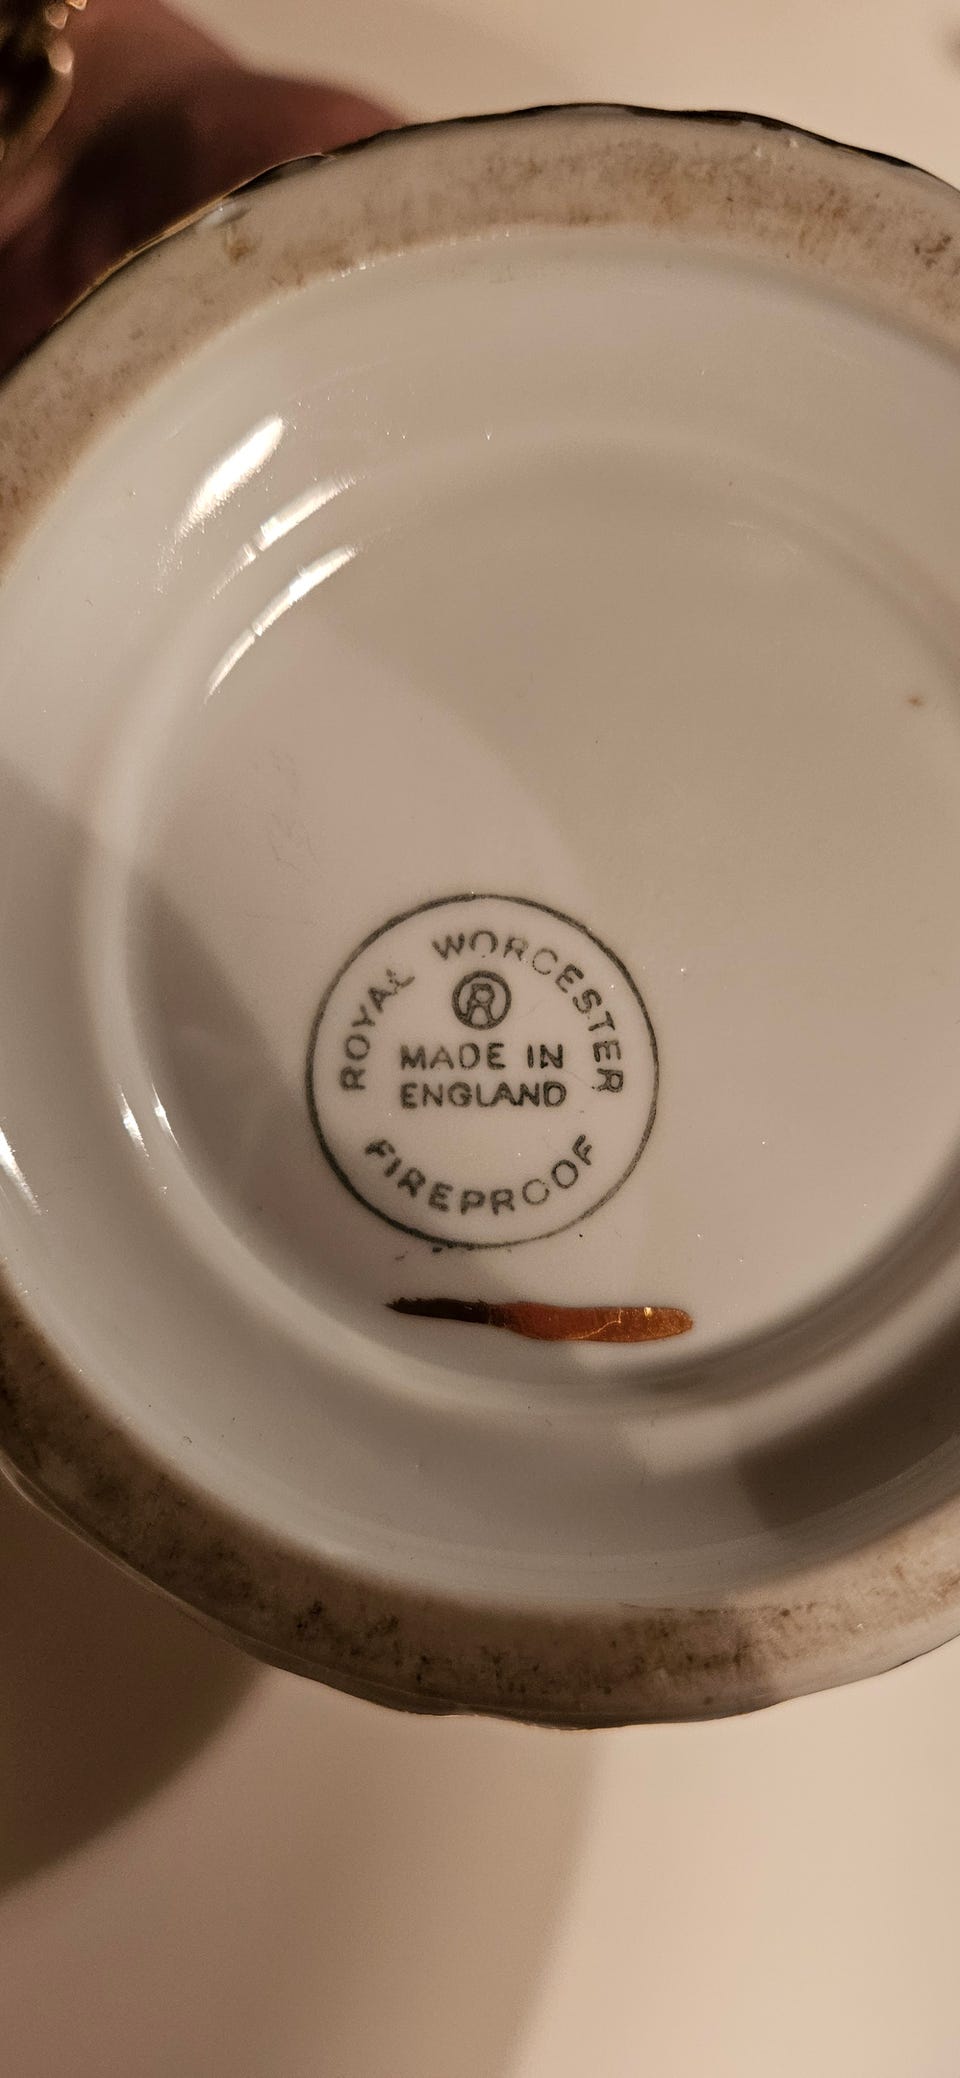 ROYAL WORCESTER
R
MADE IN
ENGLAND
FIREPROOF